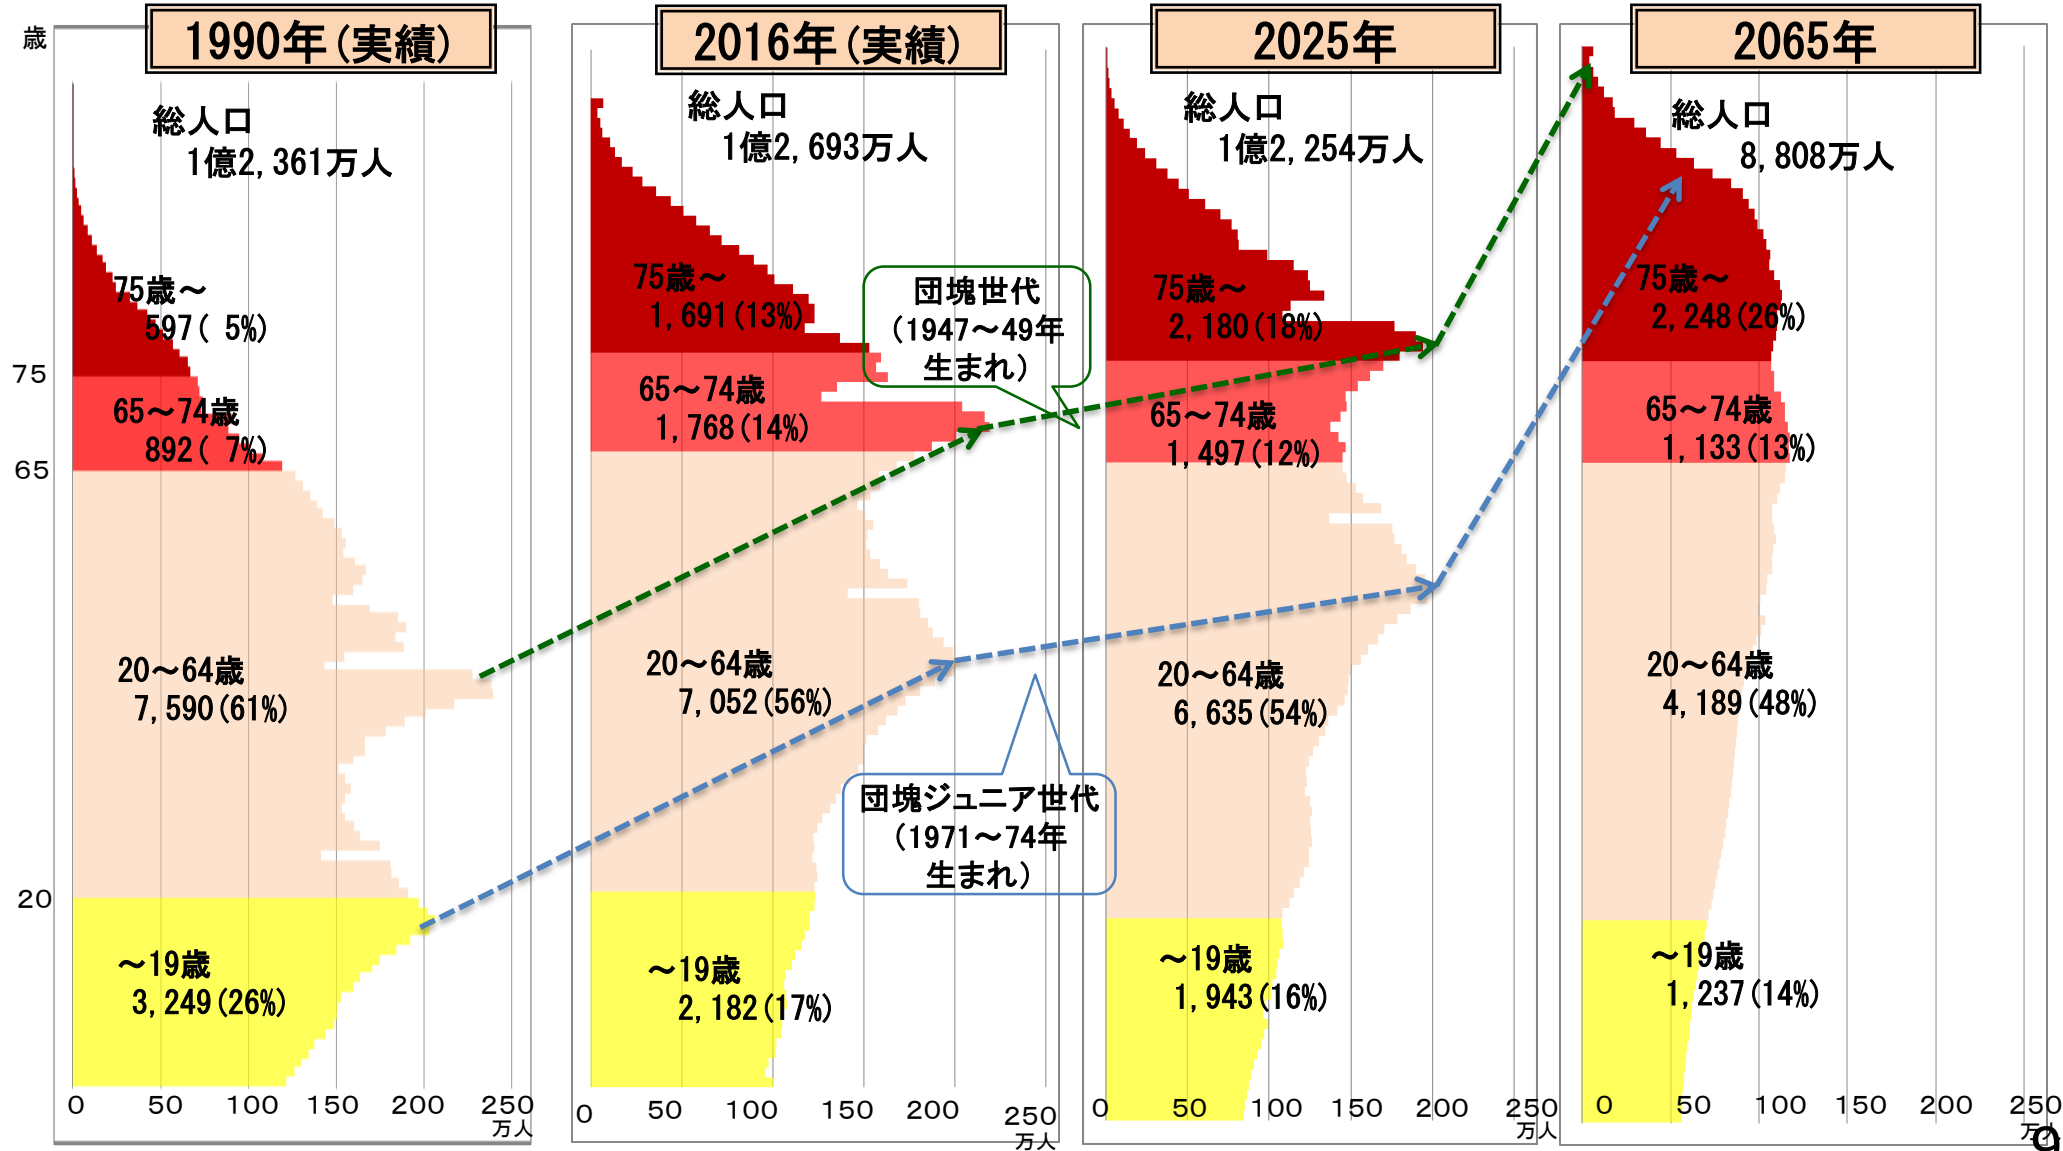 歳
75
65
20
1990年(実績)
総人口
1億2,361万人
75歳～
597( 5%)
65～74歳
892( 7%)
20～64歳
7,590(61%)
～19歳
3,249(26%)
0 50 100 150 200 250
万人
2016年(実績)
総人口
1億2,693万人
75歳～
1,691(13%)
65～74歳
1,768(14%)
20～64歳
7,052(56%)
～19歳
2,182(17%)
0 50 100 150 200 250
万人
団塊世代
(1947～49年
生まれ)
団塊ジュニア世代
(1971～74年
生まれ)
2025年
総人口
1億2,254万人
75歳～
2,180(18%)
65～74歳
1,497(12%)
20～64歳
6,635(54%)
～19歳
1,943(16%)
0 50 100 150 200 250
万人
2065年
総人口
8,808万人
75歳～
2,248(26%)
65～74歳
1,133(13%)
20～64歳
4,189(48%)
～19歳
1,237(14%)
0 50 100 150 200 250
万人